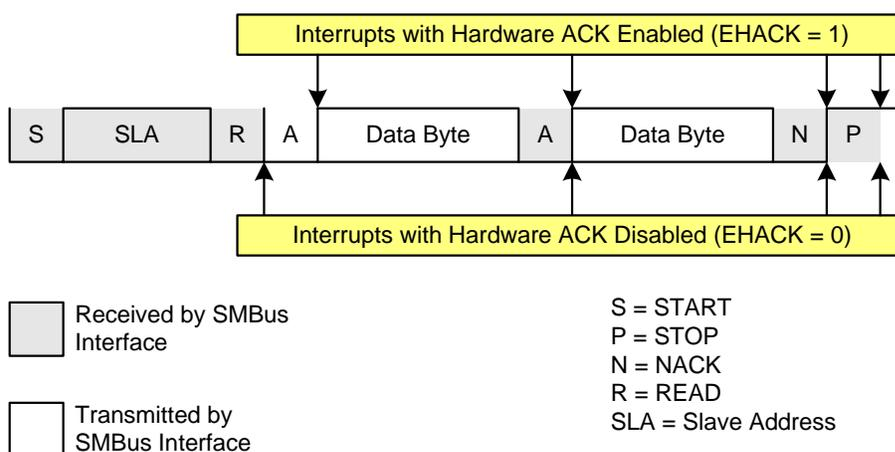 Interrupts with Hardware ACK Enabled (EHACK = 1)
S SLA R A Data Byte A Data Byte N P
Interrupts with Hardware ACK Disabled (EHACK = 0)
Received by SMBus
Interface
Transmitted by
SMBus Interface
S = START
P = STOP
N = NACK
R = READ
SLA = Slave Address